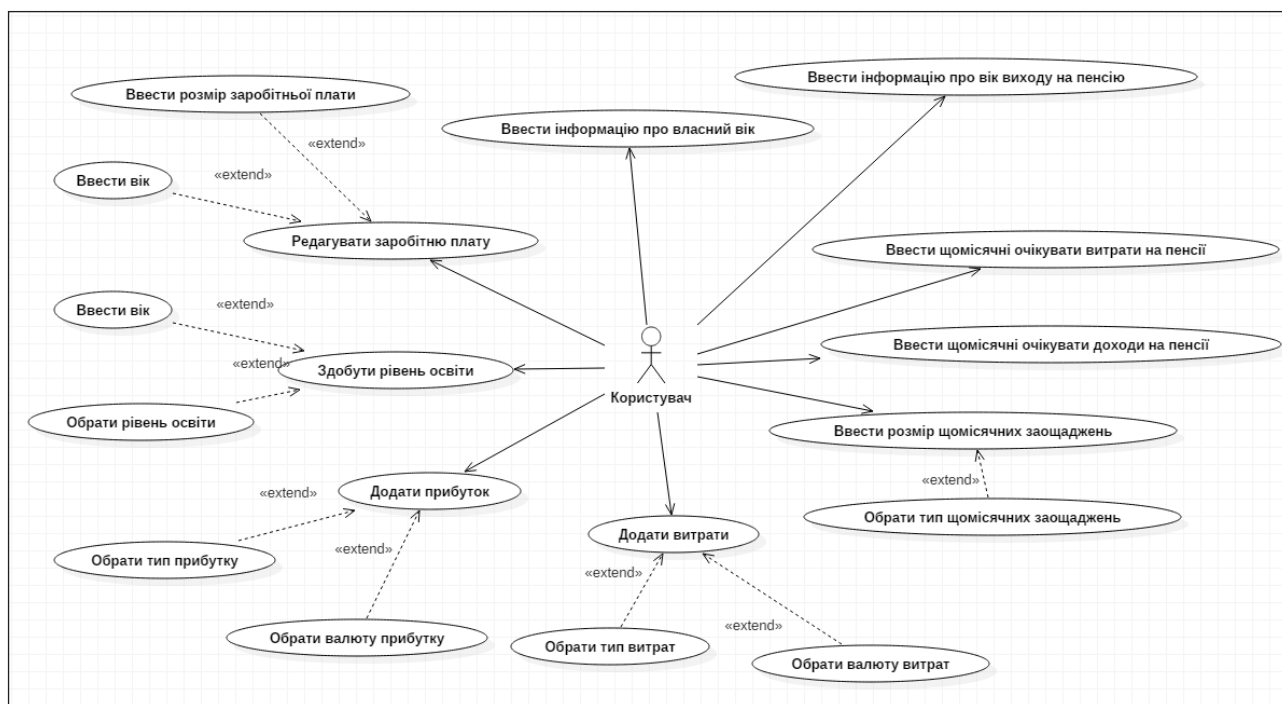 Ввести інформацію про вік виходу на пенсію
Ввести розмір заробітньої плати
Ввести інформацію про власний вік
«extend»
«extend»
Ввести вік
Редагувати заробітню плату
Ввести щомісячні очікувати витрати на пенсії
«extend»
Ввести вік
Ввести щомісячні очікувати доходи на пенсії
«extend»
Здобути рівень освіти
Користувач
Обрати рівень освіти
Ввести розмір щомісячних заощаджень
«extend»
«extend»
Додати прибуток
Обрати тип щомісячних заощаджень
Додати витрати
«extend»
Обрати тип прибутку
«extend»
«extend»
Обрати валюту прибутку
Обрати тип витрат
Обрати валюту витрат